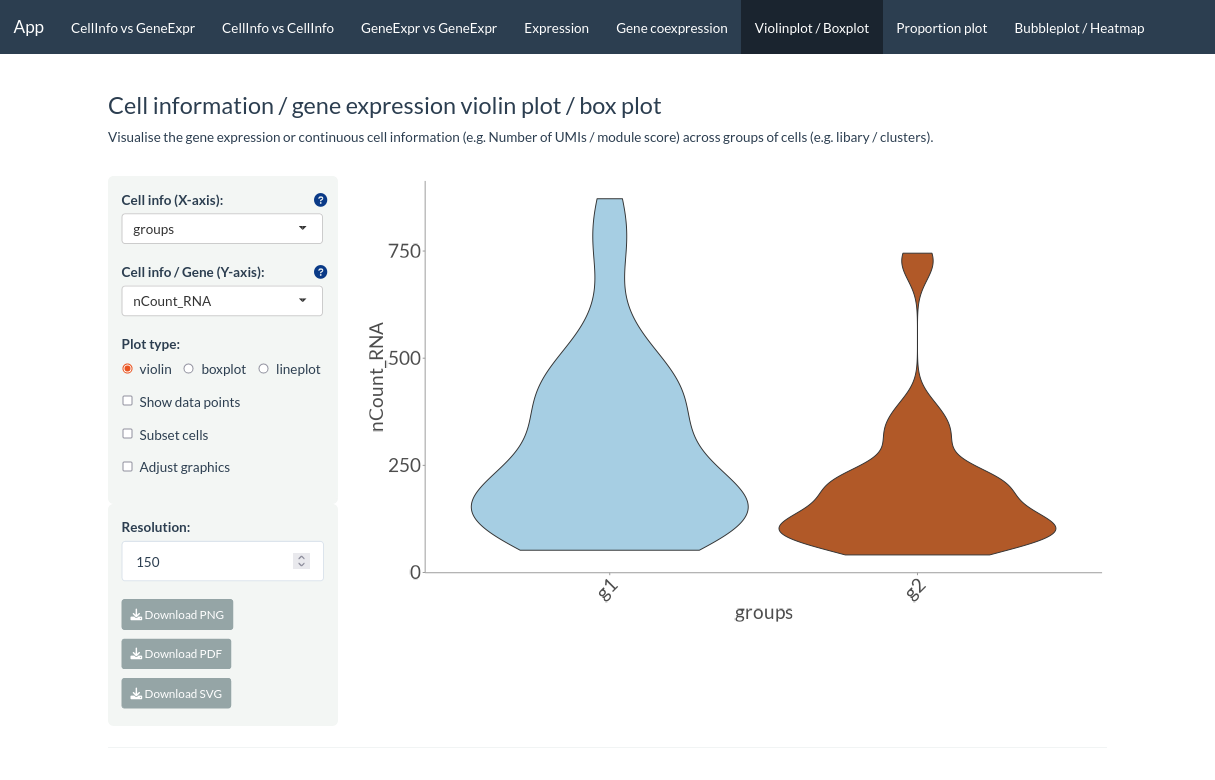 App CellInfo vs GeneExpr CellInfo vs CellInfo GeneExpr vs GeneExpr Expression Gene coexpression Violinplot / Boxplot Proportion plot Bubbleplot / Heatmap
Cell information / gene expression violin plot / box plot
Visualise the gene expression or continuous cell information (e.g. Number of UMIs / module score) across groups of cells (e.g. libary / clusters).
Cell info (X-axis): ?
groups
Cell info / Gene (Y-axis): ?
nCount_RNA
Plot type:
violin boxplot lineplot
Show data points
Subset cells
Adjust graphics
Resolution:
150
Download PNG
Download PDF
Download SVG
nCount_RNA
750
500
250
0
g1 g2
groups